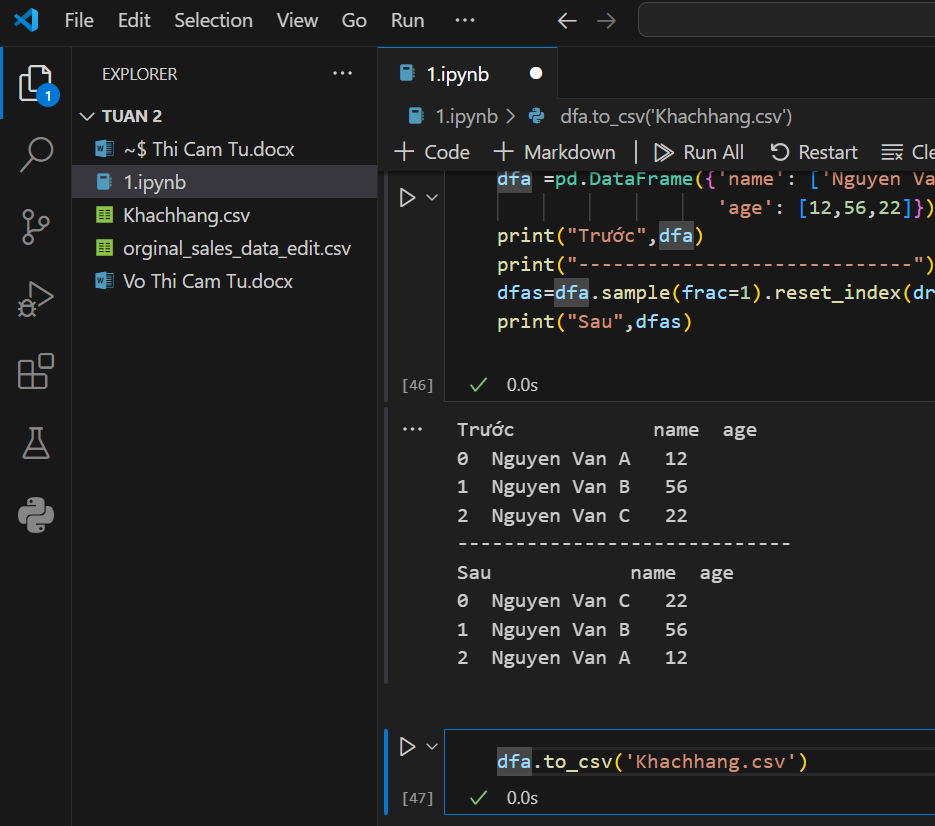 File Edit Selection View Go Run ···
EXPLORER ···
TUAN 2
~$ Thi Cam Tu.docx
1.ipynb
Khachhang.csv
orginal_sales_data_edit.csv
Vo Thi Cam Tu.docx
1
1.ipynb
1.ipynb > dfa.to_csv('Khachhang.csv')
+ Code + Markdown | Run All Restart Cle
dfa =pd.DataFrame({'name': ['Nguyen Va
'age': [12,56,22]})
print("Trước",dfa)
print("-----------------------------")
dfas=dfa.sample(frac=1).reset_index(dr
print("Sau",dfas)
[46] 0.0s
··· Trước name age
0 Nguyen Van A 12
1 Nguyen Van B 56
2 Nguyen Van C 22
-----------------------------
Sau name age
0 Nguyen Van C 22
1 Nguyen Van B 56
2 Nguyen Van A 12
dfa.to_csv('Khachhang.csv')
[47] 0.0s